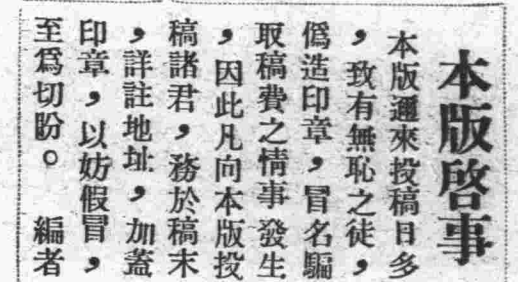 本版啓事
本版邇來投稿日多
，致有無恥之徒，
僞造印章，冒名騙
取稿費之情事發生
，因此凡向本版投
稿諸君，務於稿末
，詳註地址，加蓋
印章，以妨假冒，
至爲切盼。　編者